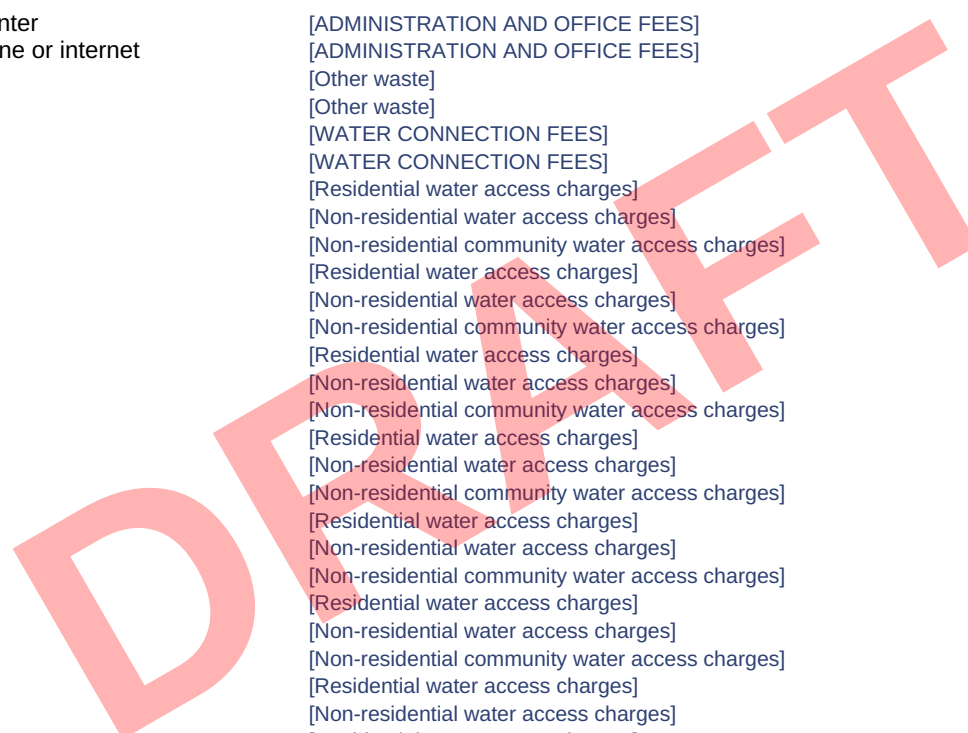 nter [ADMINISTRATION AND OFFICE FEES]
ne or internet [ADMINISTRATION AND OFFICE FEES]
[Other waste]
[Other waste]
[WATER CONNECTION FEES]
[WATER CONNECTION FEES]
[Residential water access charges]
[Non-residential water access charges]
[Non-residential community water access charges]
[Residential water access charges]
[Non-residential water access charges]
[Non-residential community water access charges]
[Residential water access charges]
[Non-residential water access charges]
[Non-residential community water access charges]
[Residential water access charges]
[Non-residential water access charges]
[Non-residential community water access charges]
[Residential water access charges]
[Non-residential water access charges]
[Non-residential community water access charges]
[Residential water access charges]
[Non-residential water access charges]
[Non-residential community water access charges]
[Residential water access charges]
[Non-residential water access charges]
DRAFT